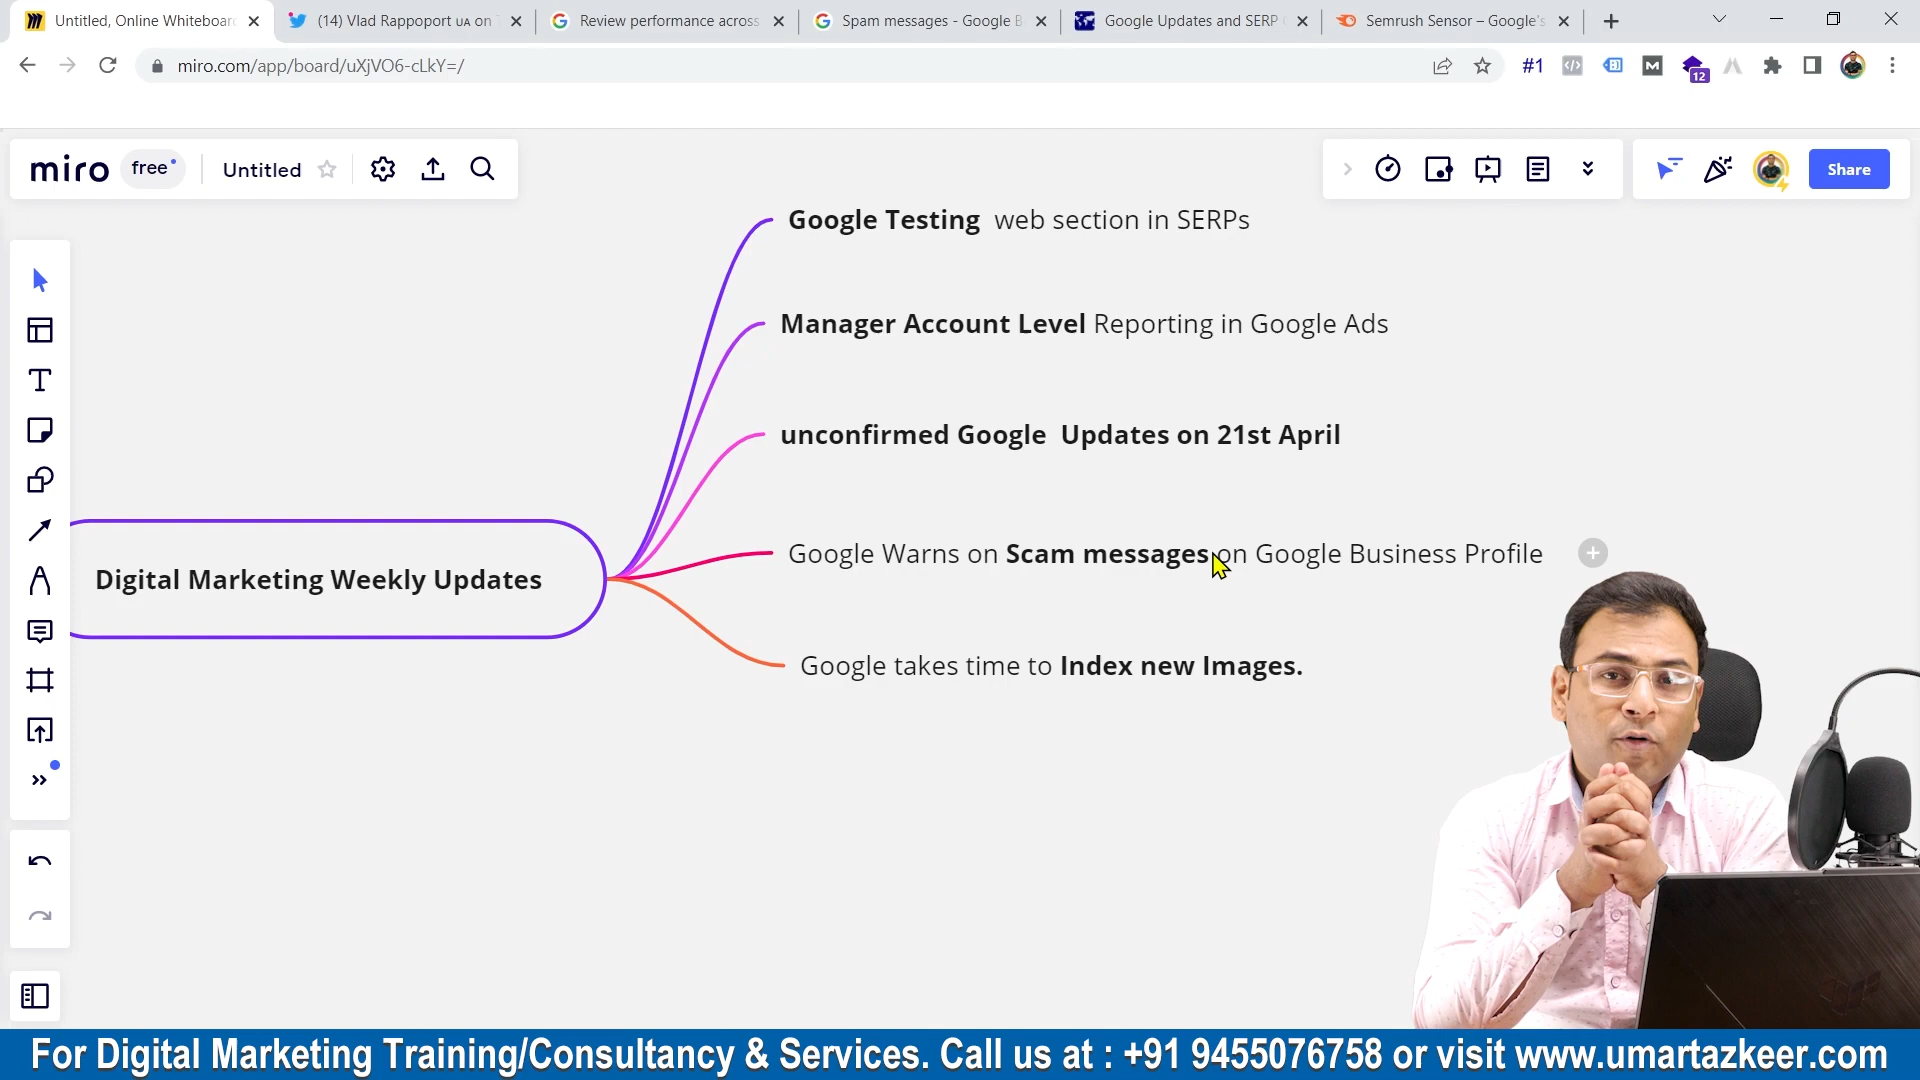 Untitled, Online Whiteboard
(14) Vlad Rappoport UA on
Review performance across
Spam messages - Google B
Google Updates and SERP
Semrush Sensor – Google's
miro.com/app/board/uXjVO6-cLkY=/
#1
M
12
miro
free
Untitled
Share
Google Testing web section in SERPs
Manager Account Level Reporting in Google Ads
unconfirmed Google Updates on 21st April
Google Warns on Scam messages on Google Business Profile
Digital Marketing Weekly Updates
Google takes time to Index new Images.
For Digital Marketing Training/Consultancy & Services. Call us at : +91 9455076758 or visit www.umartazkeer.com